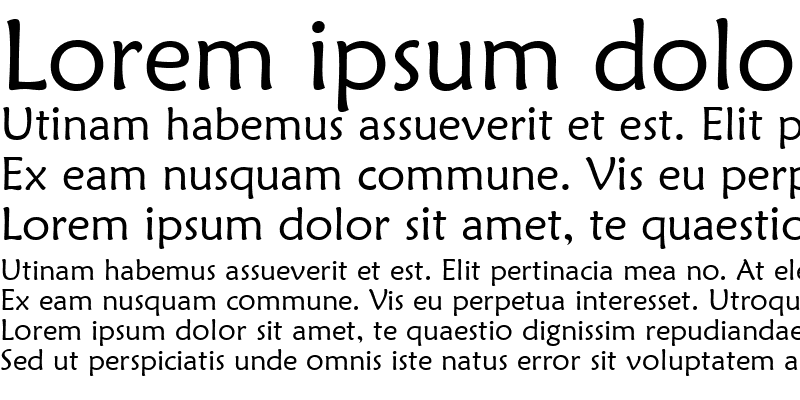 Lorem ipsum dolo
Utinam habemus assueverit et est. Elit p
Ex eam nusquam commune. Vis eu perp
Lorem ipsum dolor sit amet, te quaestio
Utinam habemus assueverit et est. Elit pertinacia mea no. At ele
Ex eam nusquam commune. Vis eu perpetua interesset. Utroqu
Lorem ipsum dolor sit amet, te quaestio dignissim repudiandae
Sed ut perspiciatis unde omnis iste natus error sit voluptatem a